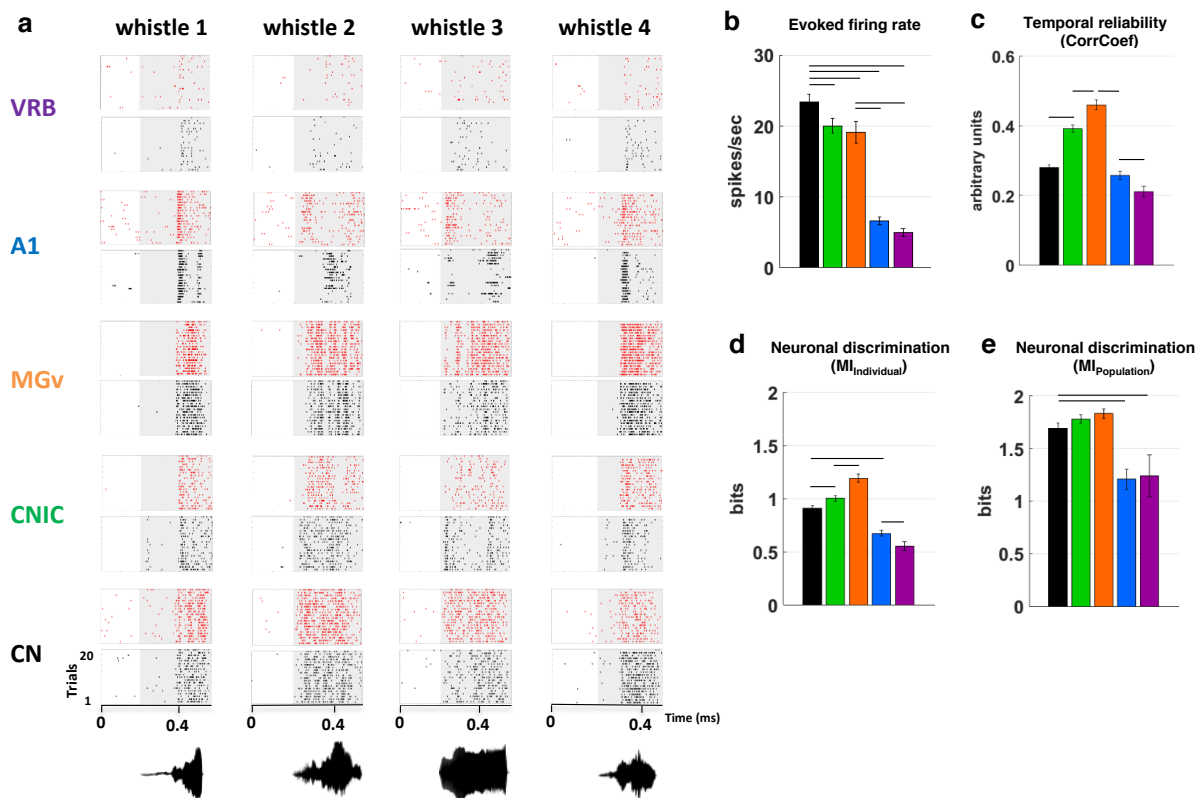 a
whistle 1 whistle 2 whistle 3 whistle 4
VRB
A1
MGv
CNIC
CN
Trials
20
1
0 0.4 0 0.4 0 0.4 0 0.4
Time (ms)
b
Evoked firing rate
spikes/sec
30
20
10
0
c
Temporal reliability
(CorrCoef)
arbitrary units
0.6
0.4
0.2
0.0
d
Neuronal discrimination
(MIIndividual)
bits
2
1.5
1
0.5
0
e
Neuronal discrimination
(MIPopulation)
bits
2
1.5
1
0.5
0